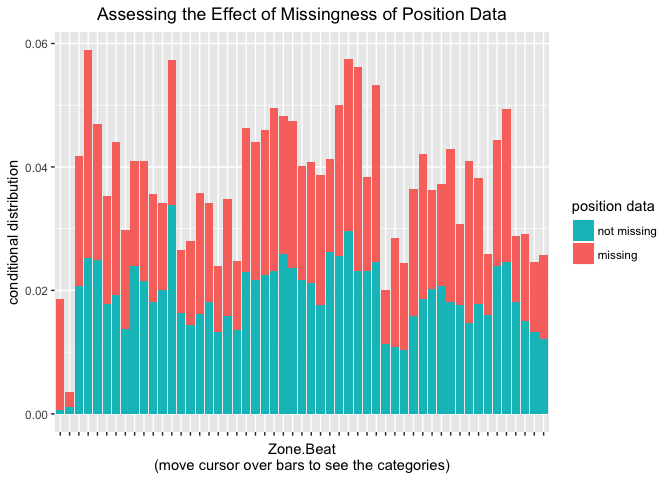 Assessing the Effect of Missingness of Position Data
0.06
0.04
0.02
0.00
conditional distribution
position data
not missing
missing
Zone.Beat
(move cursor over bars to see the categories)